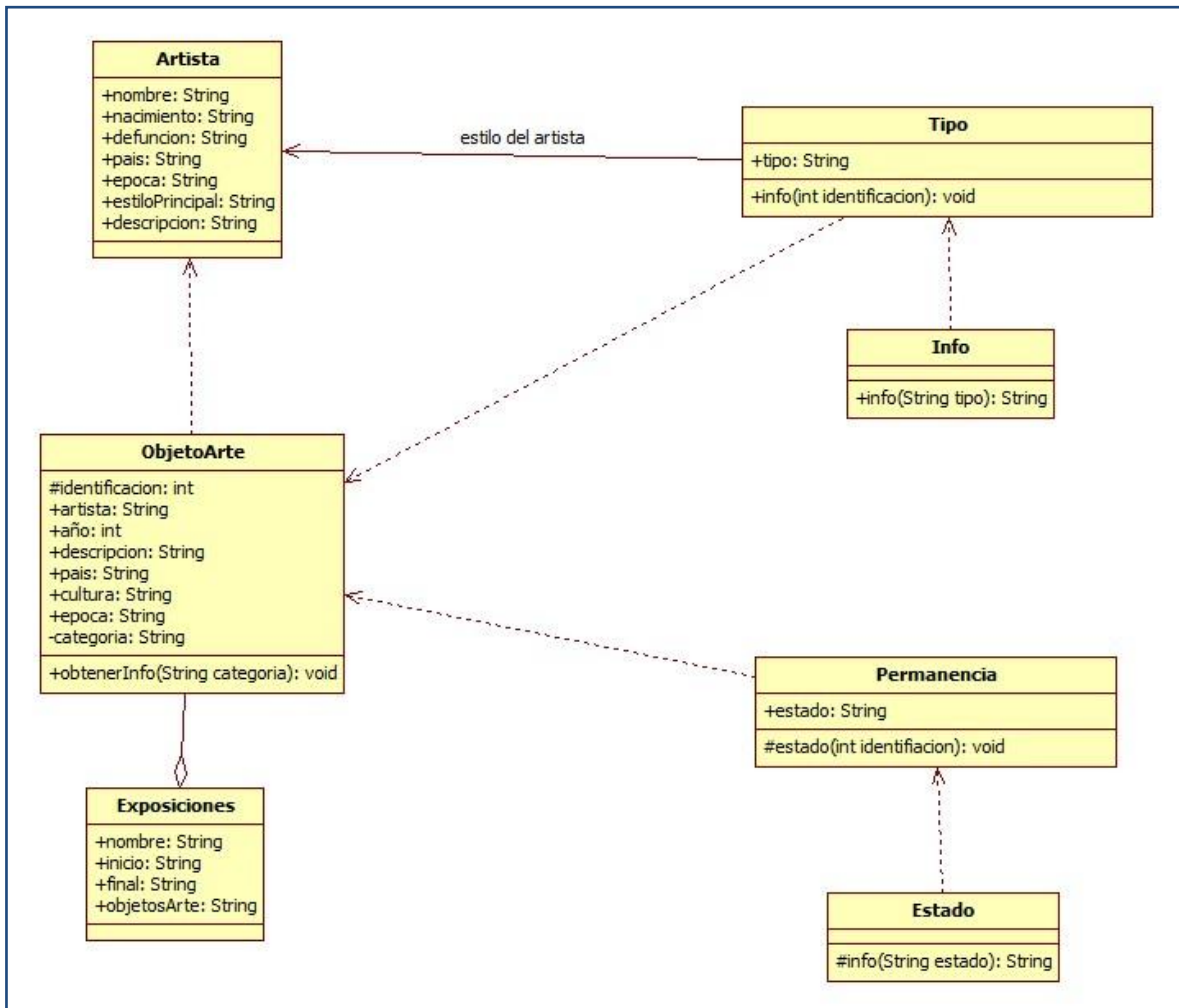 Artista
+nombre: String
+nacimiento: String
+defuncion: String
+pais: String
+epoca: String
+estiloPrincipal: String
+descripcion: String
estilo del artista
Tipo
+tipo: String
+info(int identificacion): void
Info
+info(String tipo): String
ObjetoArte
#identificacion: int
+artista: String
+año: int
+descripcion: String
+pais: String
+cultura: String
+epoca: String
-categoria: String
+obtenerInfo(String categoria): void
Permanencia
+estado: String
#estado(int identifiacion): void
Exposiciones
+nombre: String
+inicio: String
+final: String
+objetosArte: String
Estado
#info(String estado): String